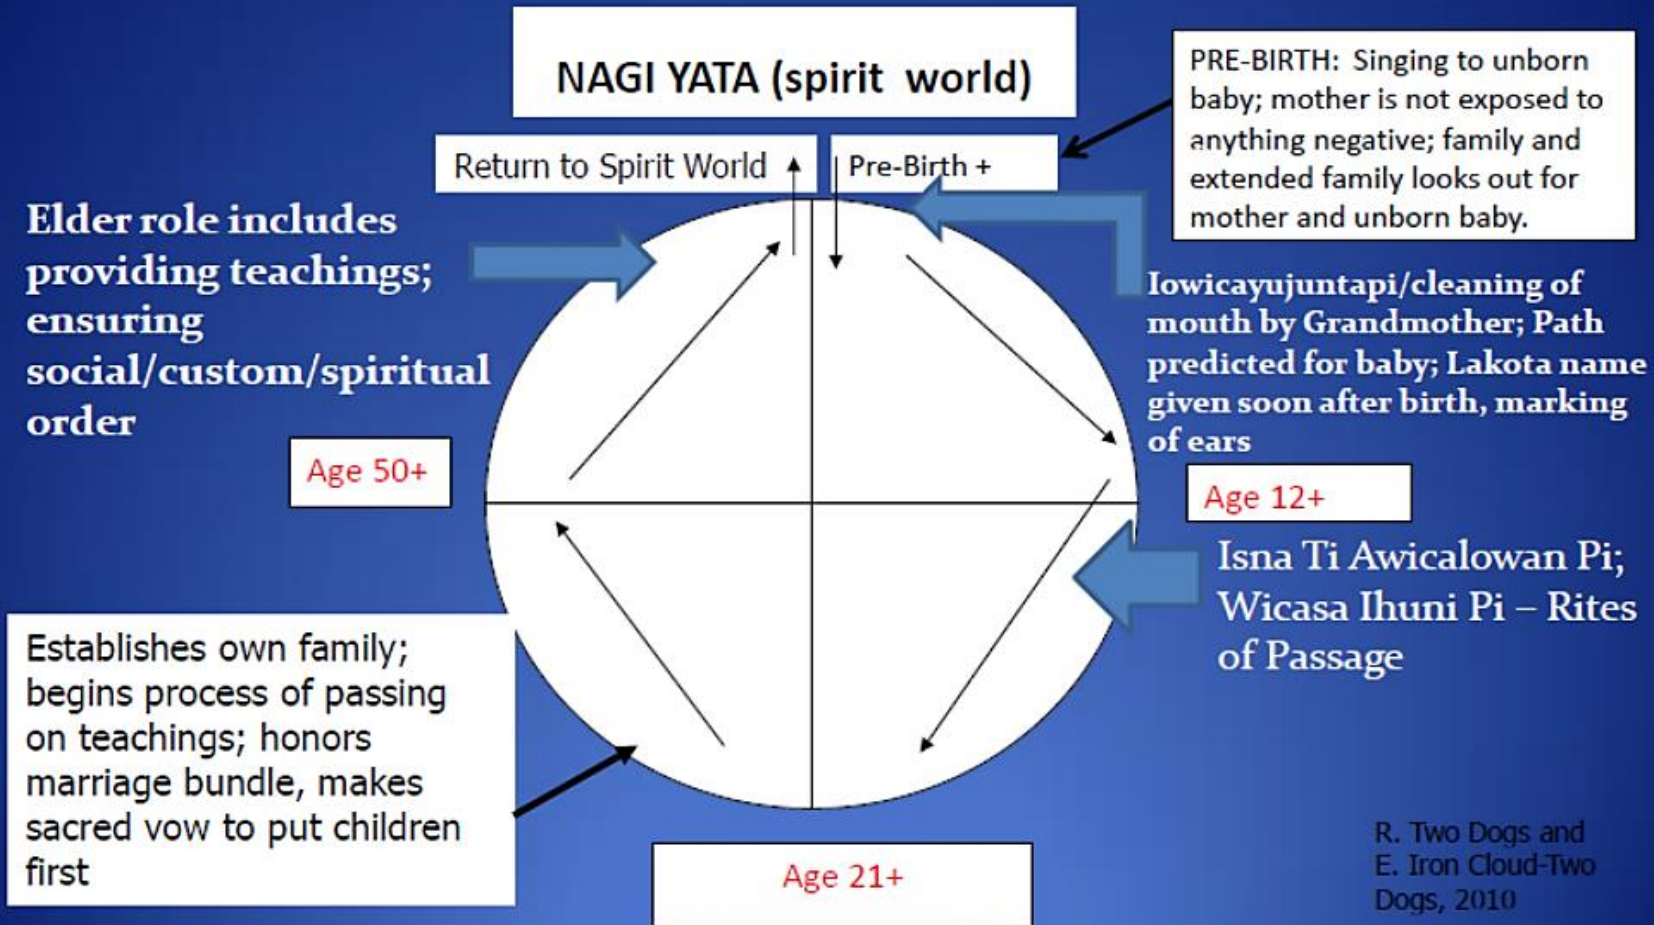 NAGI YATA (spirit world)
Return to Spirit World
Pre-Birth +
PRE-BIRTH: Singing to unborn
baby; mother is not exposed to
anything negative; family and
extended family looks out for
mother and unborn baby.
Elder role includes
providing teachings;
ensuring
social/custom/spiritual
order
Iowicayujuntapi/cleaning of
mouth by Grandmother; Path
predicted for baby; Lakota name
given soon after birth, marking
of ears
Age 50+
Age 12+
Isna Ti Awicalowan Pi;
Wicasa Ihuni Pi – Rites
of Passage
Establishes own family;
begins process of passing
on teachings; honors
marriage bundle, makes
sacred vow to put children
first
Age 21+
R. Two Dogs and
E. Iron Cloud-Two
Dogs, 2010